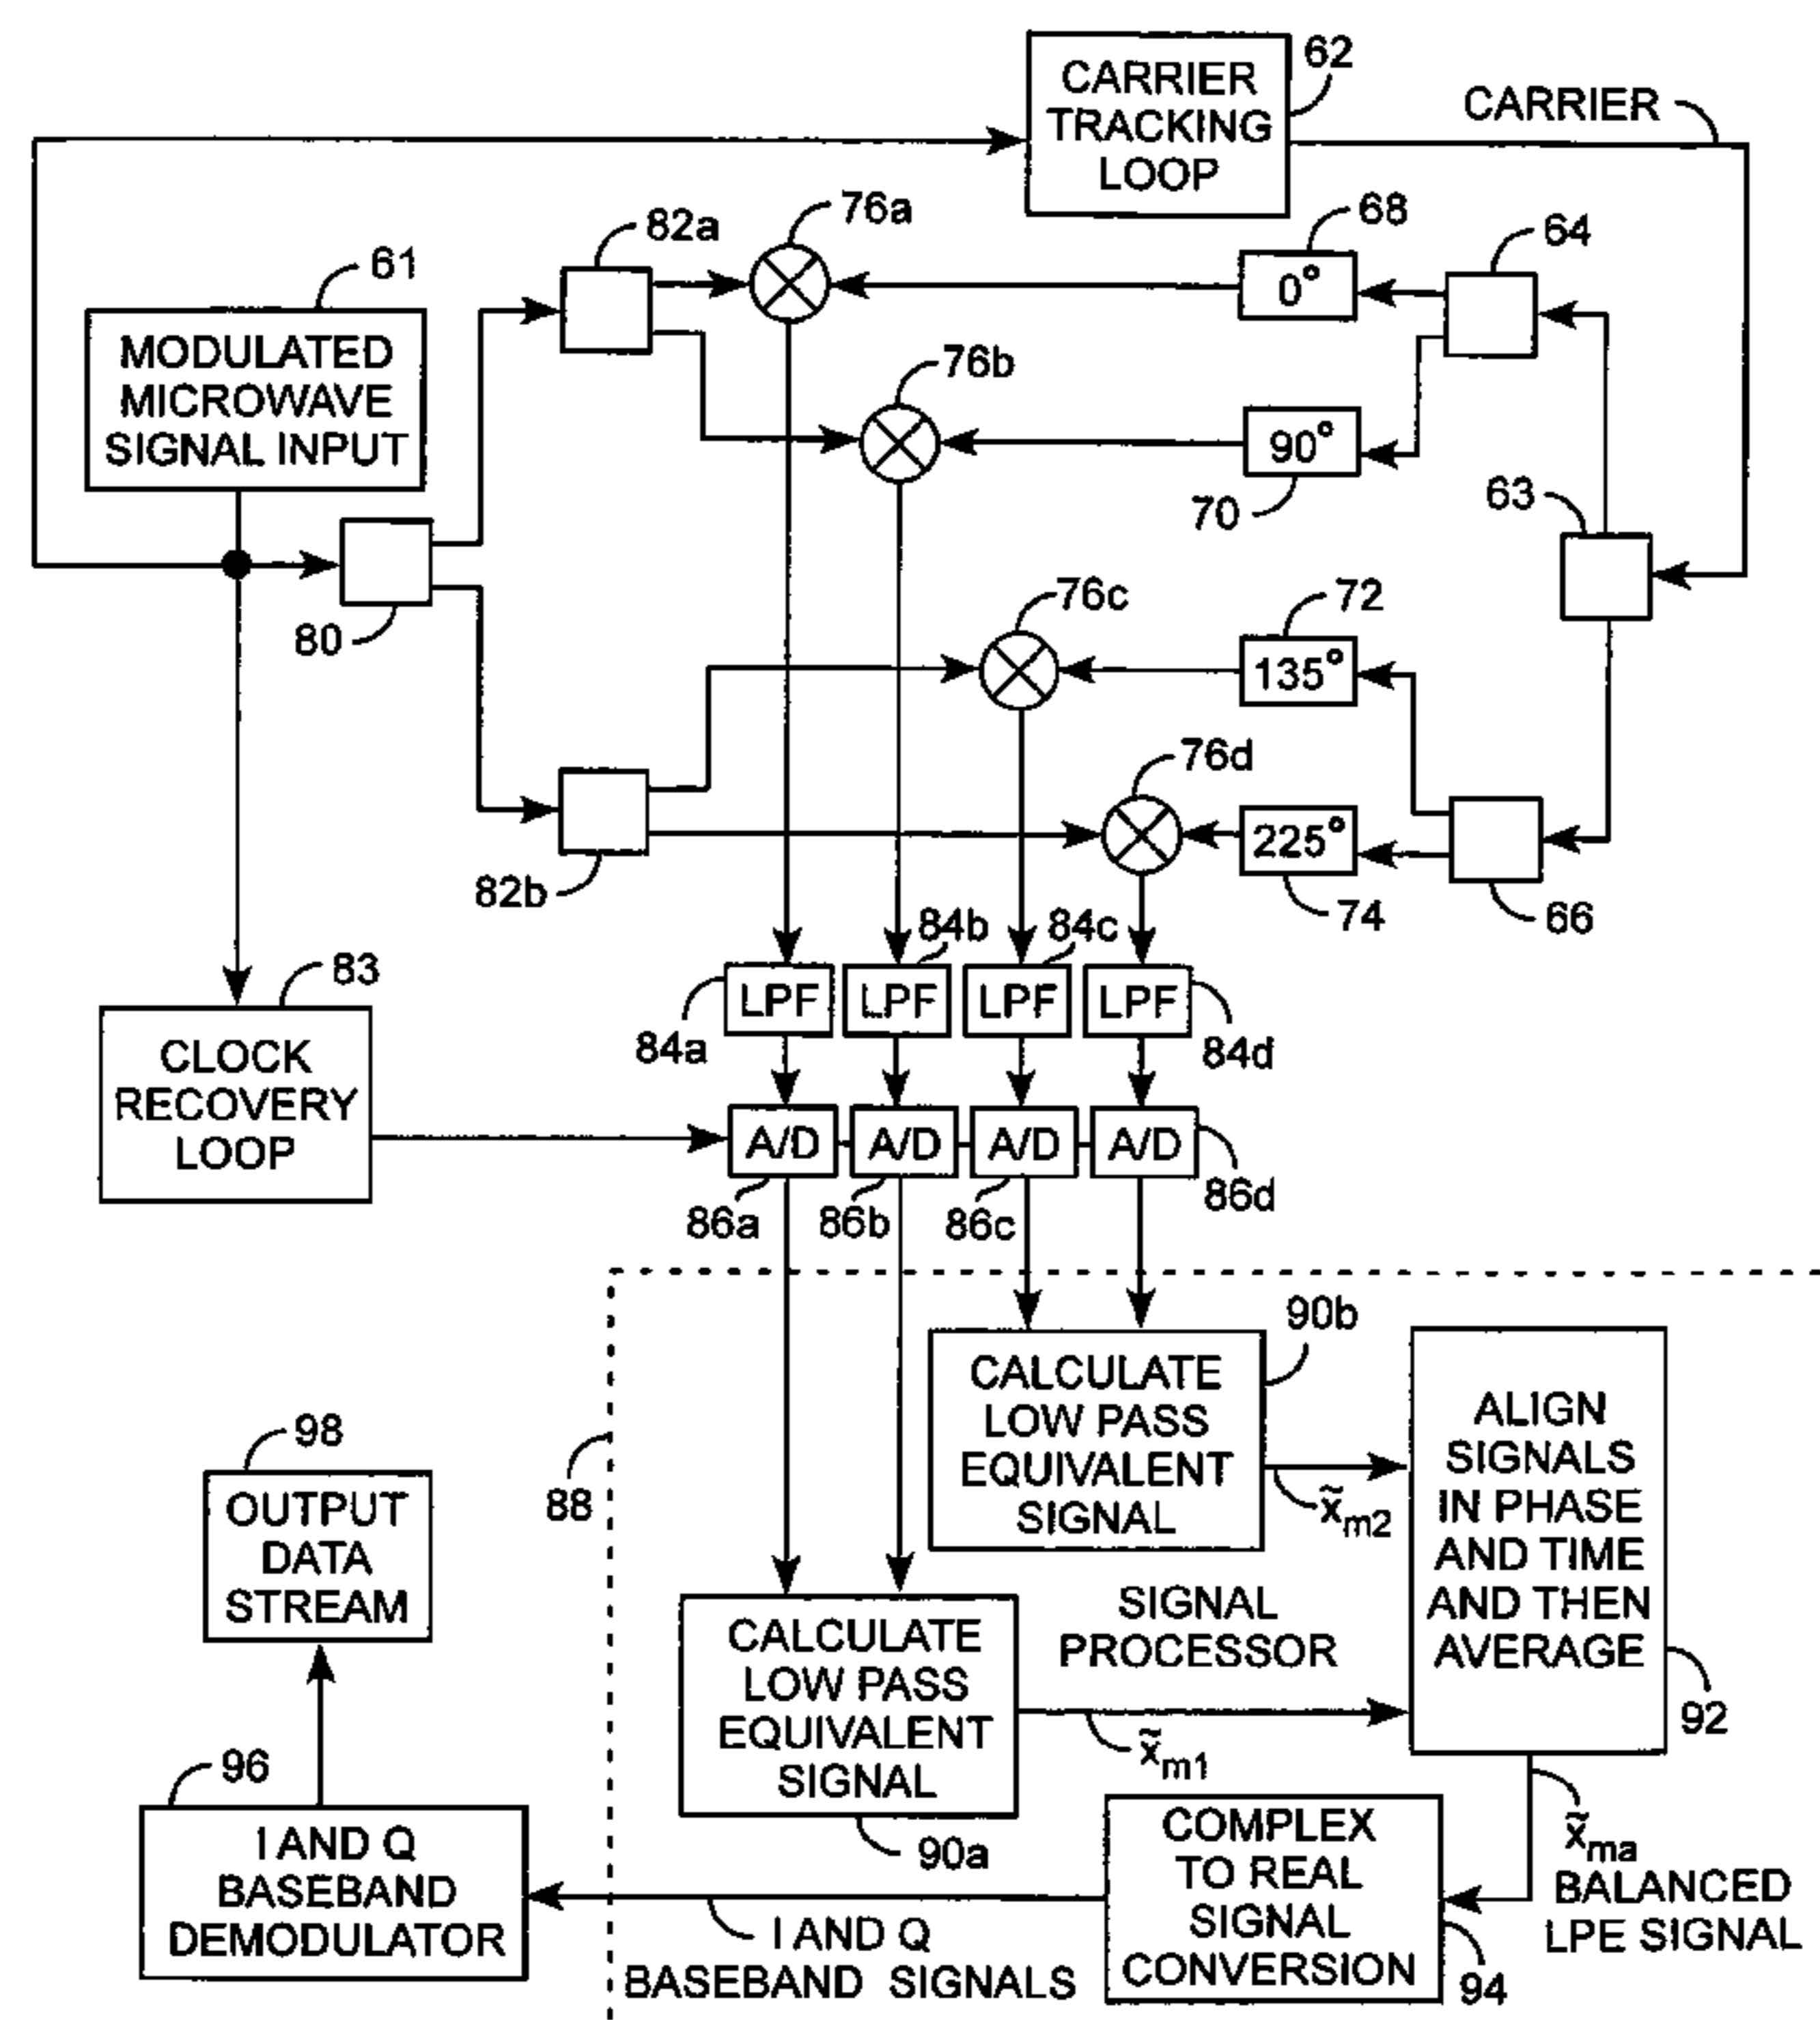 CARRIER
TRACKING
LOOP
62
CARRIER
76a
68
64
82a
61
0°
MODULATED
MICROWAVE
SIGNAL INPUT
76b
90°
70
63
80
76c
72
135°
76d
82b
225°
74
66
83
84b
84c
LPF
LPF
LPF
LPF
84a
84d
CLOCK
RECOVERY
LOOP
A/D
A/D
A/D
A/D
86a
86b
86c
86d
90b
CALCULATE
LOW PASS
EQUIVALENT
SIGNAL
ALIGN
SIGNALS
IN PHASE
AND TIME
AND THEN
AVERAGE
98
88
x̃m2
OUTPUT
DATA
STREAM
SIGNAL
PROCESSOR
CALCULATE
LOW PASS
EQUIVALENT
SIGNAL
92
x̃m1
96
90a
x̃ma
BALANCED
LPE SIGNAL
COMPLEX
TO REAL
SIGNAL
CONVERSION
I AND Q
BASEBAND
DEMODULATOR
I AND Q
BASEBAND SIGNALS
94